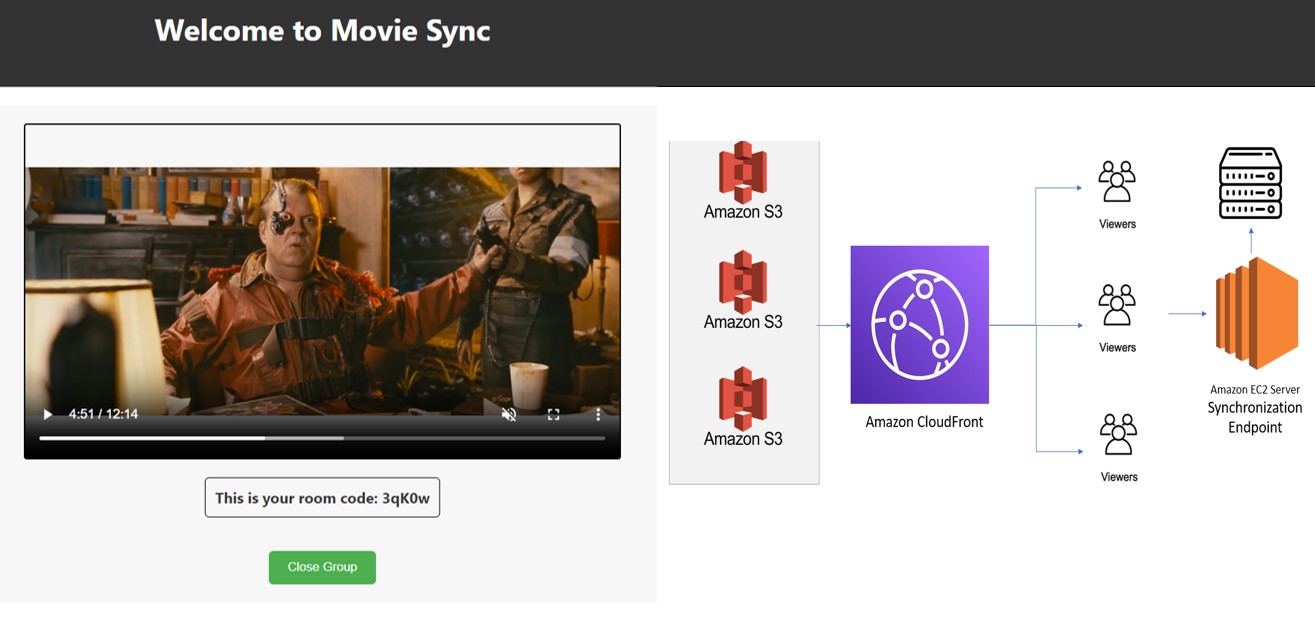 Welcome to Movie Sync
4:51 / 12:14
This is your room code: 3qK0w
Close Group
Amazon S3
Amazon S3
Amazon S3
Amazon CloudFront
Viewers
Viewers
Viewers
Amazon EC2 Server
Synchronization
Endpoint